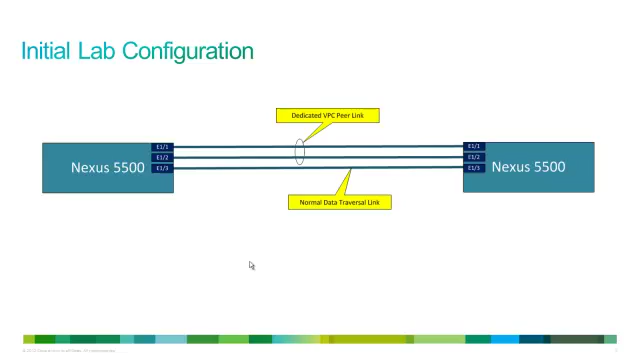 Initial Lab Configuration
Dedicated VPC Peer Link
Nexus 5500
E1/1
E1/2
E1/3
E1/1
E1/2
E1/3
Nexus 5500
Normal Data Traversal Link